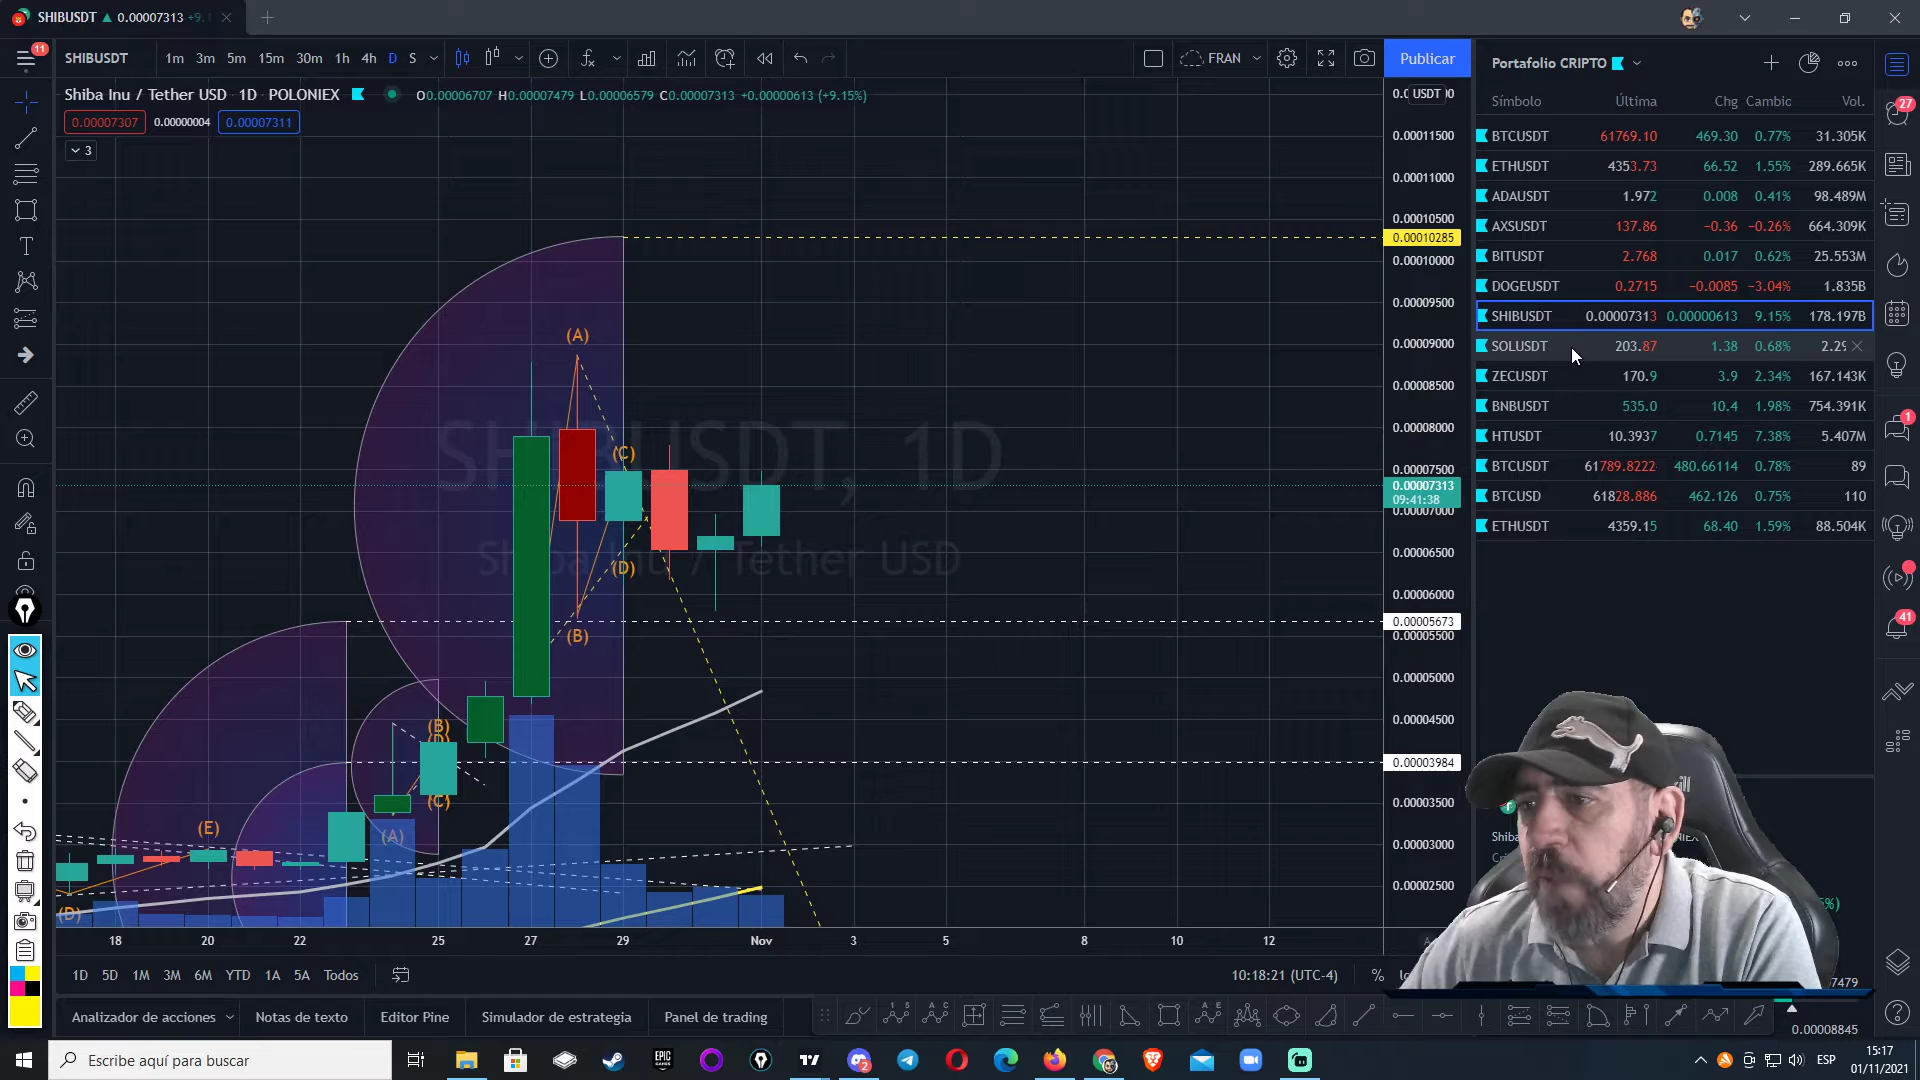 SHIBUSDT ▲ 0.00007313 +9.
11
SHIBUSDT 1m 3m 5m 15m 30m 1h 4h D S
FRAN
Publicar
Portafolio CRIPTO
Shiba Inu / Tether USD · 1D · POLONIEX
O0.00006707 H0.00007479 L0.00006579 C0.00007313 +0.00000613 (+9.15%)
0.00007307 0.00000004 0.00007311
3
USDT
0.00011500
0.00011000
0.00010500
0.00010285
0.00010000
0.00009500
0.00009000
0.00008500
0.00008000
0.00007500
0.00007313
09:41:38
0.00007000
0.00006500
0.00006000
0.00005673
0.00005500
0.00005000
0.00004500
0.00003984
0.00003500
0.00003000
0.00002500
SHIBUSDT, 1D
Shiba Inu / Tether USD
(A)
(C)
(D)
(B)
(B)
(D)
(C)
(A)
(E)
(D)
18 20 22 25 27 29 Nov 3 5 8 10 12
Símbolo Última Chg Cambio Vol.
BTCUSDT 61769.10 469.30 0.77% 31.305K
ETHUSDT 4353.73 66.52 1.55% 289.665K
ADAUSDT 1.972 0.008 0.41% 98.489M
AXSUSDT 137.86 −0.36 −0.26% 664.309K
BITUSDT 2.768 0.017 0.62% 25.553M
DOGEUSDT 0.2715 −0.0085 −3.04% 1.835B
SHIBUSDT 0.00007313 0.00000613 9.15% 178.197B
SOLUSDT 203.87 1.38 0.68% 2.29
ZECUSDT 170.9 3.9 2.34% 167.143K
BNBUSDT 535.0 10.4 1.98% 754.391K
HTUSDT 10.3937 0.7145 7.38% 5.407M
BTCUSDT 61789.8222 480.66114 0.78% 89
BTCUSD 61828.886 462.126 0.75% 110
ETHUSDT 4359.15 68.40 1.59% 88.504K
27
1
41
Shiba
7479
0.00008845
1D 5D 1M 3M 6M YTD 1A 5A Todos
10:18:21 (UTC-4) %
Analizador de acciones Notas de texto Editor Pine Simulador de estrategia Panel de trading
Escribe aquí para buscar
EPIC GAMES
2
ESP
15:17
01/11/2021